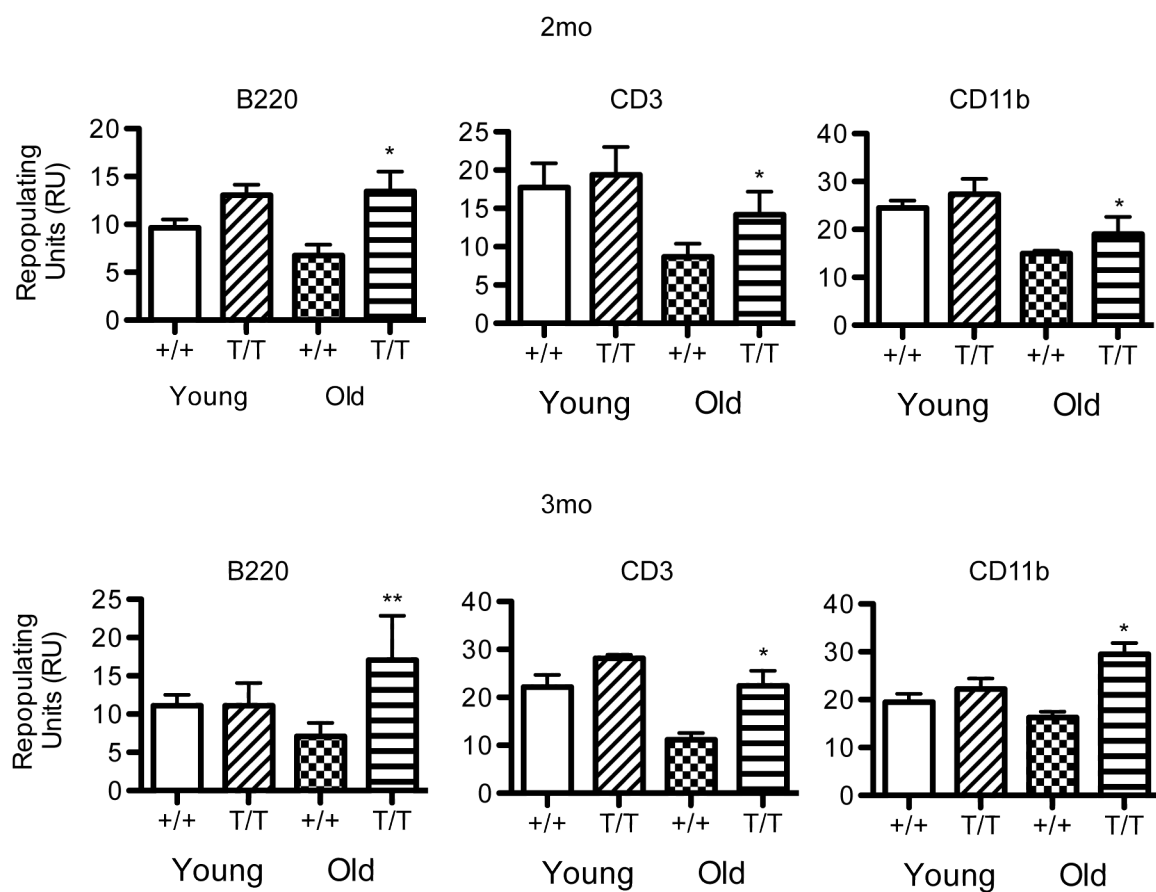 2mo
B220
CD3
CD11b
Repopulating
Units (RU)
20
15
10
5
0
25
20
15
10
5
0
40
30
20
10
0
+/+ T/T +/+ T/T
+/+ T/T +/+ T/T
+/+ T/T +/+ T/T
Young Old
Young Old
Young Old
* * *
3mo
B220
CD3
CD11b
Repopulating
Units (RU)
25
20
15
10
5
0
40
30
20
10
0
40
30
20
10
0
** * *
+/+ T/T +/+ T/T
+/+ T/T +/+ T/T
+/+ T/T +/+ T/T
Young Old
Young Old
Young Old